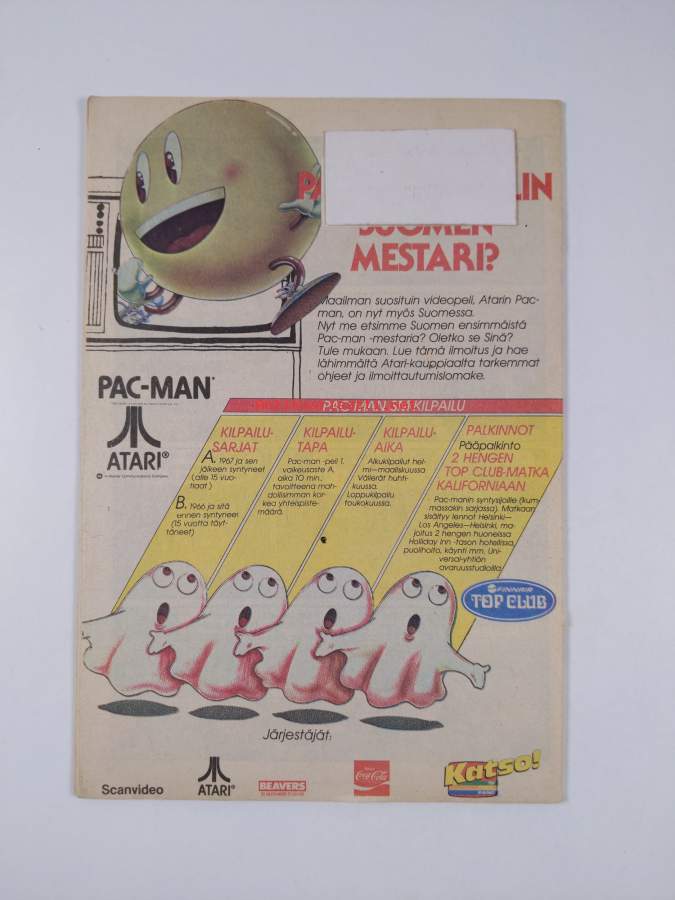 SUOMEN
MESTARI?
Maailman suosituin videopeli, Atarin Pac-
man, on nyt myös Suomessa.
Nyt me etsimme Suomen ensimmäistä
Pac-man -mestaria? Oletko se Sinä?
Tule mukaan. Lue tämä ilmoitus ja hae
lähimmältä Atari-kauppiaalta tarkemmat
ohjeet ja ilmoittautumislomake.
PAC-MAN
ATARI®
PAC-MAN SM-KILPAILU
KILPAILU-
SARJAT
A. 1967 ja sen
jälkeen syntyneet
(alle 15 vuo-
tiaat)
B. 1966 ja sitä
ennen syntyneet
(15 vuotta täyt-
täneet)
KILPAILU-
TAPA
Pac-man -peli 1,
vaikeusaste A,
aika 10 min.,
tavoitteena mah-
dollisimman kor-
kea yhteispiste-
määrä.
KILPAILU-
AIKA
Alkukilpailut hel-
mi-maaliskuussa
Välierät huhti-
kuussa.
Loppukilpailu
toukokuussa.
PALKINNOT
Pääpalkinto
2 HENGEN
TOP CLUB-MATKA
KALIFORNIAAN
Pac-manin syntysijoille (kum-
massakin sarjassa). Matkaan
sisältyy lennot Helsinki—
Los Angeles—Helsinki, ma-
joitus 2 hengen huoneissa
Holiday Inn -tason hotellissa,
puolihoito, käynti mm. Uni-
versal-yhtiön
avaruusstudioilla
FINNAIR
TOP CLUB
Järjestäjät:
Scanvideo
ATARI®
BEAVERS
Coca-Cola
Katso!